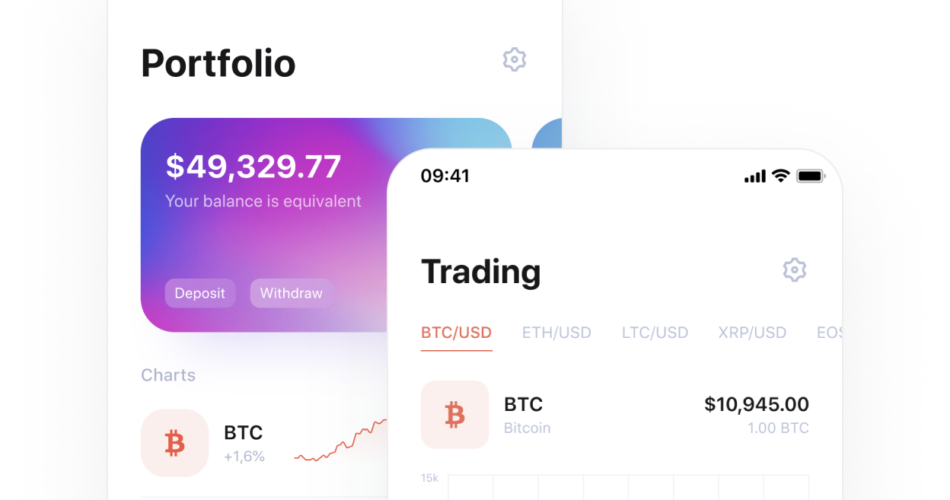 Portfolio
$49,329.77
Your balance is equivalent
Deposit
Withdraw
Charts
BTC
+1,6%
09:41
Trading
BTC/USD
ETH/USD
LTC/USD
XRP/USD
EOS
BTC
$10,945.00
Bitcoin
1.00 BTC
15k